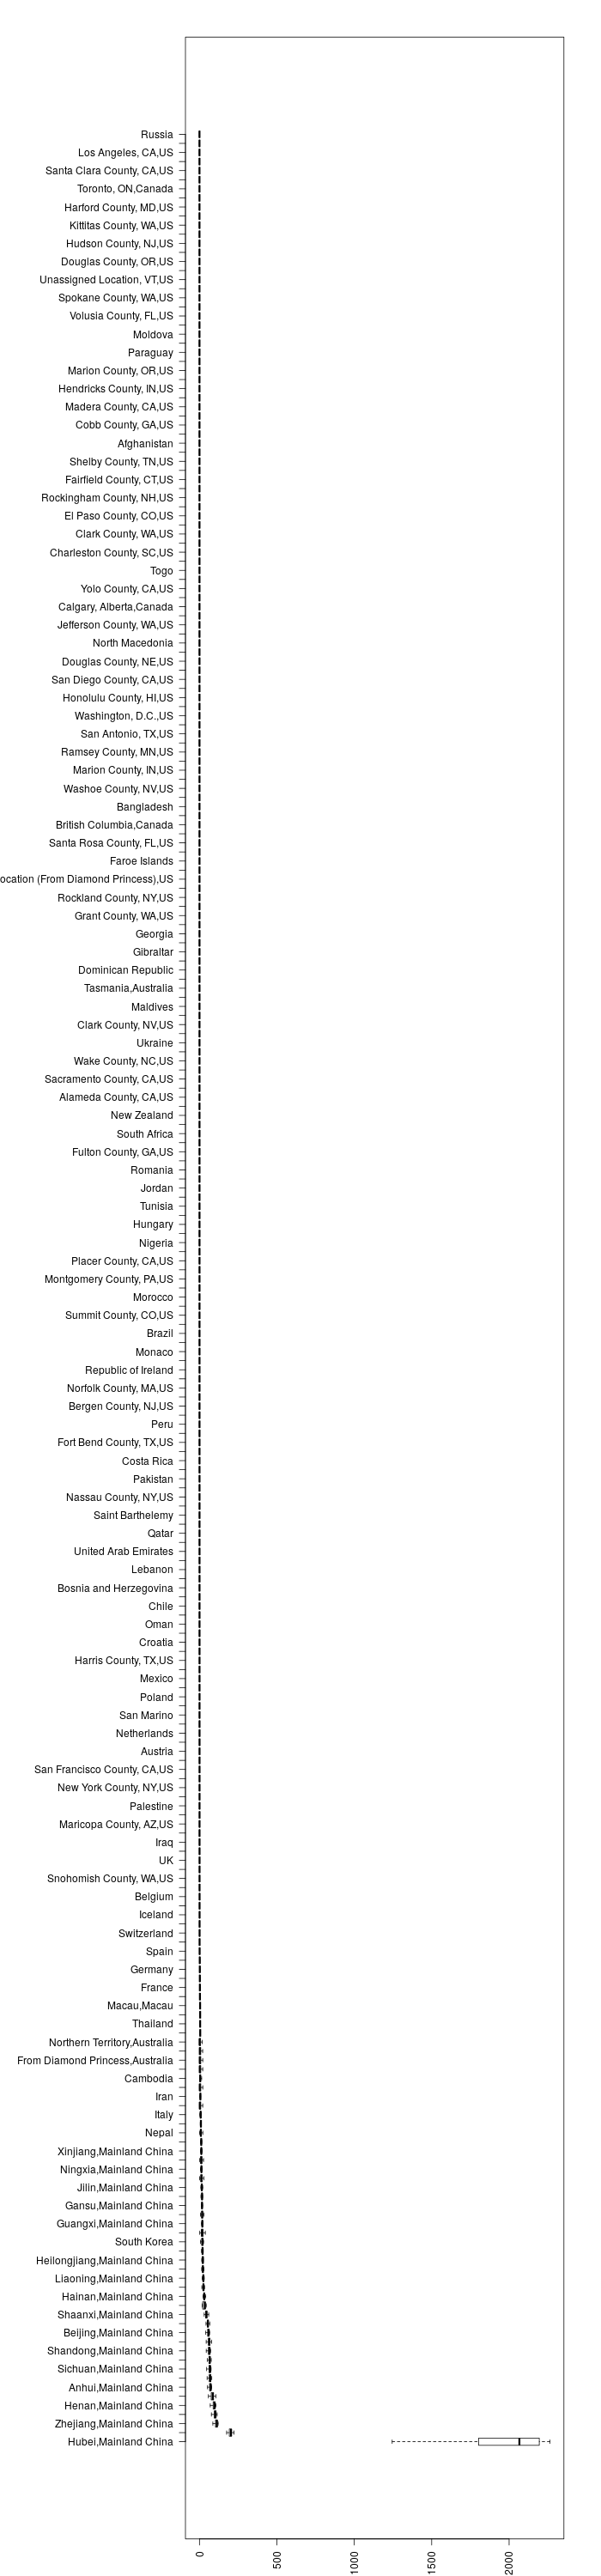 Russia
Los Angeles, CA,US
Santa Clara County, CA,US
Toronto, ON,Canada
Harford County, MD,US
Kittitas County, WA,US
Hudson County, NJ,US
Douglas County, OR,US
Unassigned Location, VT,US
Spokane County, WA,US
Volusia County, FL,US
Moldova
Paraguay
Marion County, OR,US
Hendricks County, IN,US
Madera County, CA,US
Cobb County, GA,US
Afghanistan
Shelby County, TN,US
Fairfield County, CT,US
Rockingham County, NH,US
El Paso County, CO,US
Clark County, WA,US
Charleston County, SC,US
Togo
Yolo County, CA,US
Calgary, Alberta,Canada
Jefferson County, WA,US
North Macedonia
Douglas County, NE,US
San Diego County, CA,US
Honolulu County, HI,US
Washington, D.C.,US
San Antonio, TX,US
Ramsey County, MN,US
Marion County, IN,US
Washoe County, NV,US
Bangladesh
British Columbia,Canada
Santa Rosa County, FL,US
Faroe Islands
ocation (From Diamond Princess),US
Rockland County, NY,US
Grant County, WA,US
Georgia
Gibraltar
Dominican Republic
Tasmania,Australia
Maldives
Clark County, NV,US
Ukraine
Wake County, NC,US
Sacramento County, CA,US
Alameda County, CA,US
New Zealand
South Africa
Fulton County, GA,US
Romania
Jordan
Tunisia
Hungary
Nigeria
Placer County, CA,US
Montgomery County, PA,US
Morocco
Summit County, CO,US
Brazil
Monaco
Republic of Ireland
Norfolk County, MA,US
Bergen County, NJ,US
Peru
Fort Bend County, TX,US
Costa Rica
Pakistan
Nassau County, NY,US
Saint Barthelemy
Qatar
United Arab Emirates
Lebanon
Bosnia and Herzegovina
Chile
Oman
Croatia
Harris County, TX,US
Mexico
Poland
San Marino
Netherlands
Austria
San Francisco County, CA,US
New York County, NY,US
Palestine
Maricopa County, AZ,US
Iraq
UK
Snohomish County, WA,US
Belgium
Iceland
Switzerland
Spain
Germany
France
Macau,Macau
Thailand
Northern Territory,Australia
From Diamond Princess,Australia
Cambodia
Iran
Italy
Nepal
Xinjiang,Mainland China
Ningxia,Mainland China
Jilin,Mainland China
Gansu,Mainland China
Guangxi,Mainland China
South Korea
Heilongjiang,Mainland China
Liaoning,Mainland China
Hainan,Mainland China
Shaanxi,Mainland China
Beijing,Mainland China
Shandong,Mainland China
Sichuan,Mainland China
Anhui,Mainland China
Henan,Mainland China
Zhejiang,Mainland China
Hubei,Mainland China
0
500
1000
1500
2000